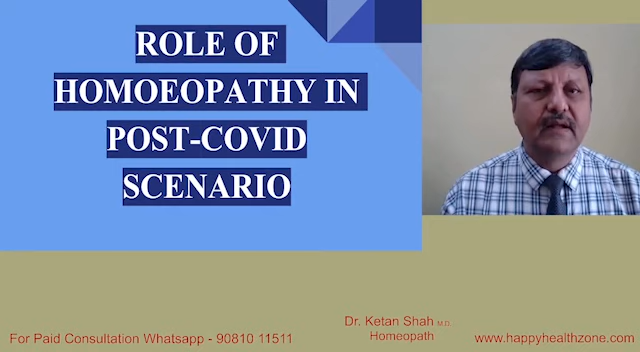 ROLE OF
HOMOEOPATHY IN
POST-COVID
SCENARIO
Dr. Ketan Shah M.D.
Homeopath
For Paid Consultation Whatsapp - 90810 11511
www.happyhealthzone.com